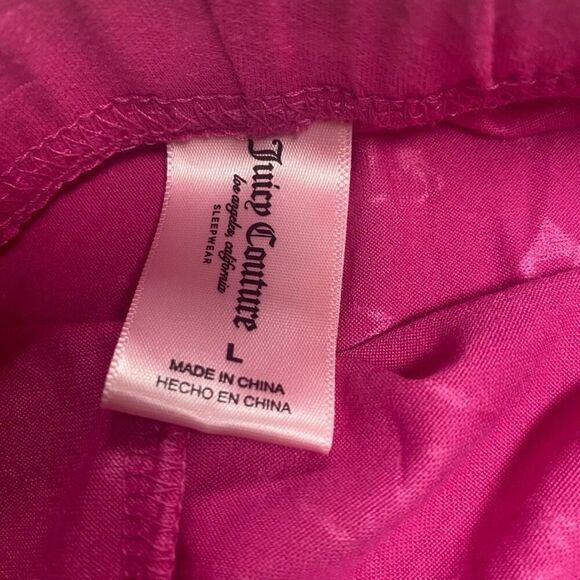 Juicy Couture
los angeles, california
SLEEPWEAR
L
MADE IN CHINA
HECHO EN CHINA